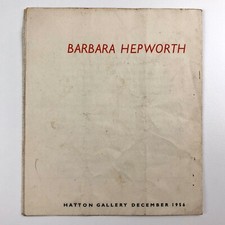 BARBARA HEPWORTH
HATTON GALLERY DECEMBER 1956